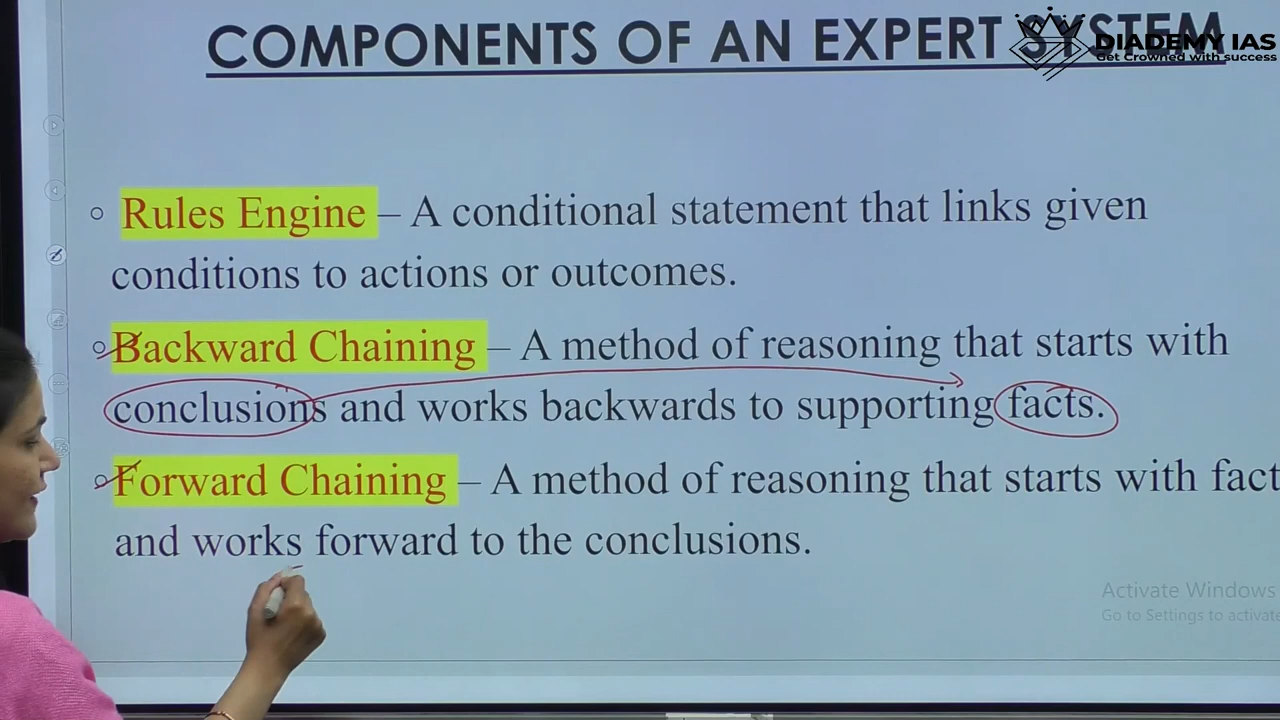 COMPONENTS OF AN EXPERT SYSTEM
DIADEMY IAS
Get Crowned with success
Rules Engine – A conditional statement that links given
conditions to actions or outcomes.
Backward Chaining – A method of reasoning that starts with
conclusions and works backwards to supporting facts.
Forward Chaining – A method of reasoning that starts with fact
and works forward to the conclusions.
Activate Windows
Go to Settings to activate